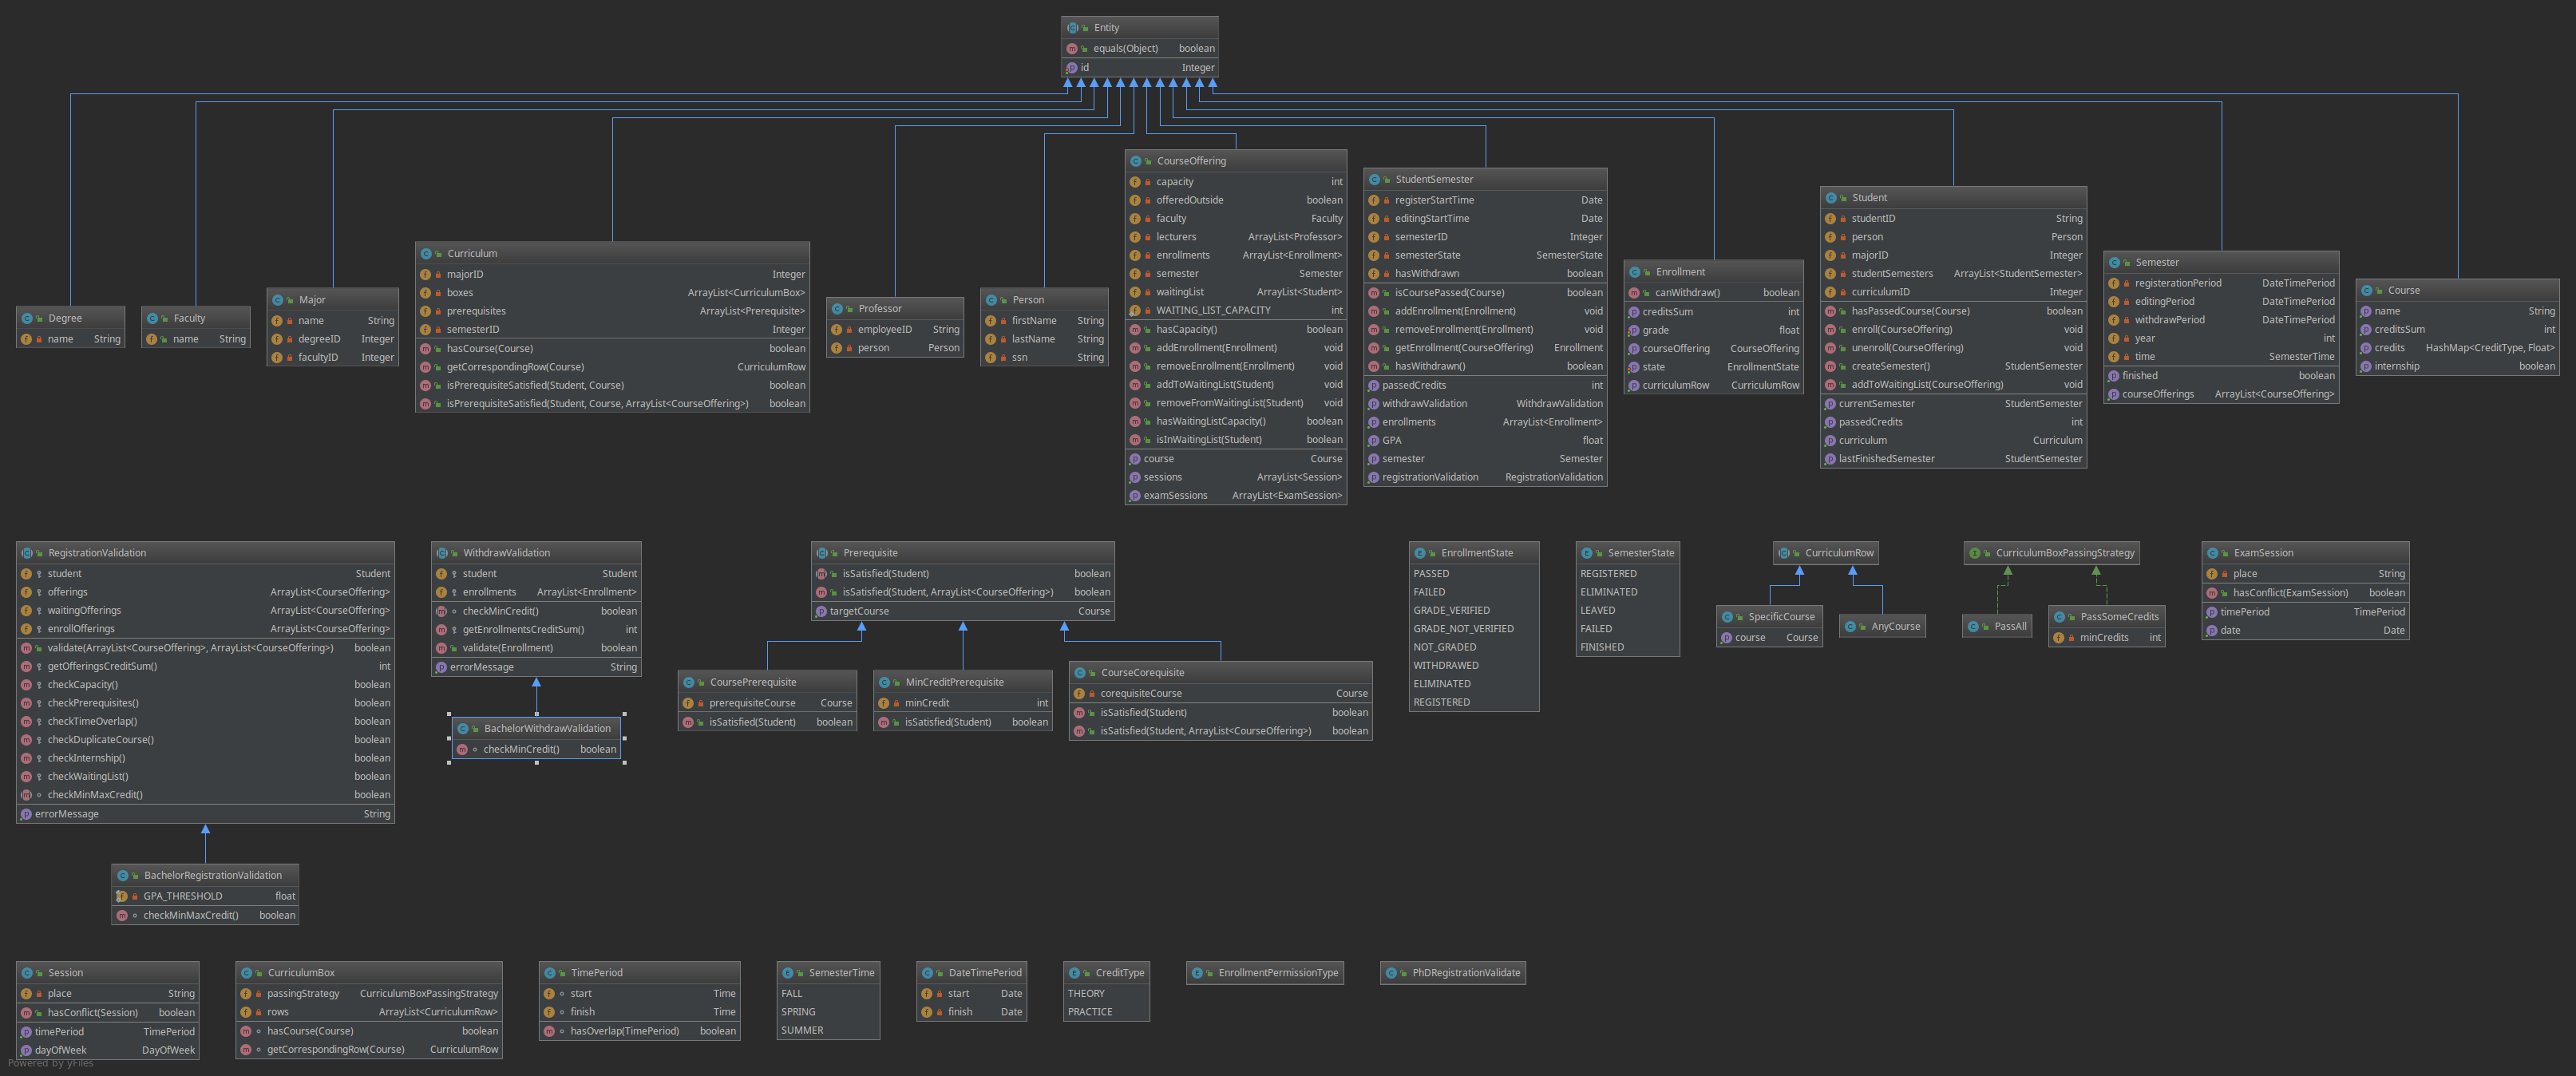 Entity
equals(Object) boolean
id Integer
Degree
name String
Faculty
name String
Major
name String
degreeID Integer
facultyID Integer
Curriculum
majorID Integer
boxes ArrayList<CurriculumBox>
prerequisites ArrayList<Prerequisite>
semesterID Integer
hasCourse(Course) boolean
getCorrespondingRow(Course) CurriculumRow
isPrerequisiteSatisfied(Student, Course) boolean
isPrerequisiteSatisfied(Student, Course, ArrayList<CourseOffering>) boolean
Professor
employeeID String
person Person
Person
firstName String
lastName String
ssn String
CourseOffering
capacity int
offeredOutside boolean
faculty Faculty
lecturers ArrayList<Professor>
enrollments ArrayList<Enrollment>
semester Semester
waitingList ArrayList<Student>
WAITING_LIST_CAPACITY int
hasCapacity() boolean
addEnrollment(Enrollment) void
removeEnrollment(Enrollment) void
addToWaitingList(Student) void
removeFromWaitingList(Student) void
hasWaitingListCapacity() boolean
isInWaitingList(Student) boolean
course Course
sessions ArrayList<Session>
examSessions ArrayList<ExamSession>
StudentSemester
registerStartTime Date
editingStartTime Date
semesterID Integer
semesterState SemesterState
hasWithdrawn boolean
isCoursePassed(Course) boolean
addEnrollment(Enrollment) void
removeEnrollment(Enrollment) void
getEnrollment(CourseOffering) Enrollment
hasWithdrawn() boolean
passedCredits int
withdrawValidation WithdrawValidation
enrollments ArrayList<Enrollment>
GPA float
semester Semester
registrationValidation RegistrationValidation
Enrollment
canWithdraw() boolean
creditsSum int
grade float
courseOffering CourseOffering
state EnrollmentState
curriculumRow CurriculumRow
Student
studentID String
person Person
majorID Integer
studentSemesters ArrayList<StudentSemester>
curriculumID Integer
hasPassedCourse(Course) boolean
enroll(CourseOffering) void
unenroll(CourseOffering) void
createSemester() StudentSemester
addToWaitingList(CourseOffering) void
currentSemester StudentSemester
passedCredits int
curriculum Curriculum
lastFinishedSemester StudentSemester
Semester
registerationPeriod DateTimePeriod
editingPeriod DateTimePeriod
withdrawPeriod DateTimePeriod
year int
time SemesterTime
finished boolean
courseOfferings ArrayList<CourseOffering>
Course
name String
creditsSum int
credits HashMap<CreditType, Float>
internship boolean
RegistrationValidation
student Student
offerings ArrayList<CourseOffering>
waitingOfferings ArrayList<CourseOffering>
enrollOfferings ArrayList<CourseOffering>
validate(ArrayList<CourseOffering>, ArrayList<CourseOffering>) boolean
getOfferingsCreditSum() int
checkCapacity() boolean
checkPrerequisites() boolean
checkTimeOverlap() boolean
checkDuplicateCourse() boolean
checkInternship() boolean
checkWaitingList() boolean
checkMinMaxCredit() boolean
errorMessage String
WithdrawValidation
student Student
enrollments ArrayList<Enrollment>
checkMinCredit() boolean
getEnrollmentsCreditSum() int
validate(Enrollment) boolean
errorMessage String
BachelorWithdrawValidation
checkMinCredit() boolean
Prerequisite
isSatisfied(Student) boolean
isSatisfied(Student, ArrayList<CourseOffering>) boolean
targetCourse Course
CoursePrerequisite
prerequisiteCourse Course
isSatisfied(Student) boolean
MinCreditPrerequisite
minCredit int
isSatisfied(Student) boolean
CourseCorequisite
corequisiteCourse Course
isSatisfied(Student) boolean
isSatisfied(Student, ArrayList<CourseOffering>) boolean
EnrollmentState
PASSED
FAILED
GRADE_VERIFIED
GRADE_NOT_VERIFIED
NOT_GRADED
WITHDRAWED
ELIMINATED
REGISTERED
SemesterState
REGISTERED
ELIMINATED
LEAVED
FAILED
FINISHED
CurriculumRow
SpecificCourse
course Course
AnyCourse
CurriculumBoxPassingStrategy
PassAll
PassSomeCredits
minCredits int
ExamSession
place String
hasConflict(ExamSession) boolean
timePeriod TimePeriod
date Date
BachelorRegistrationValidation
GPA_THRESHOLD float
checkMinMaxCredit() boolean
Session
place String
hasConflict(Session) boolean
timePeriod TimePeriod
dayOfWeek DayOfWeek
CurriculumBox
passingStrategy CurriculumBoxPassingStrategy
rows ArrayList<CurriculumRow>
hasCourse(Course) boolean
getCorrespondingRow(Course) CurriculumRow
TimePeriod
start Time
finish Time
hasOverlap(TimePeriod) boolean
SemesterTime
FALL
SPRING
SUMMER
DateTimePeriod
start Date
finish Date
CreditType
THEORY
PRACTICE
EnrollmentPermissionType
PhDRegistrationValidate
Powered by yFiles